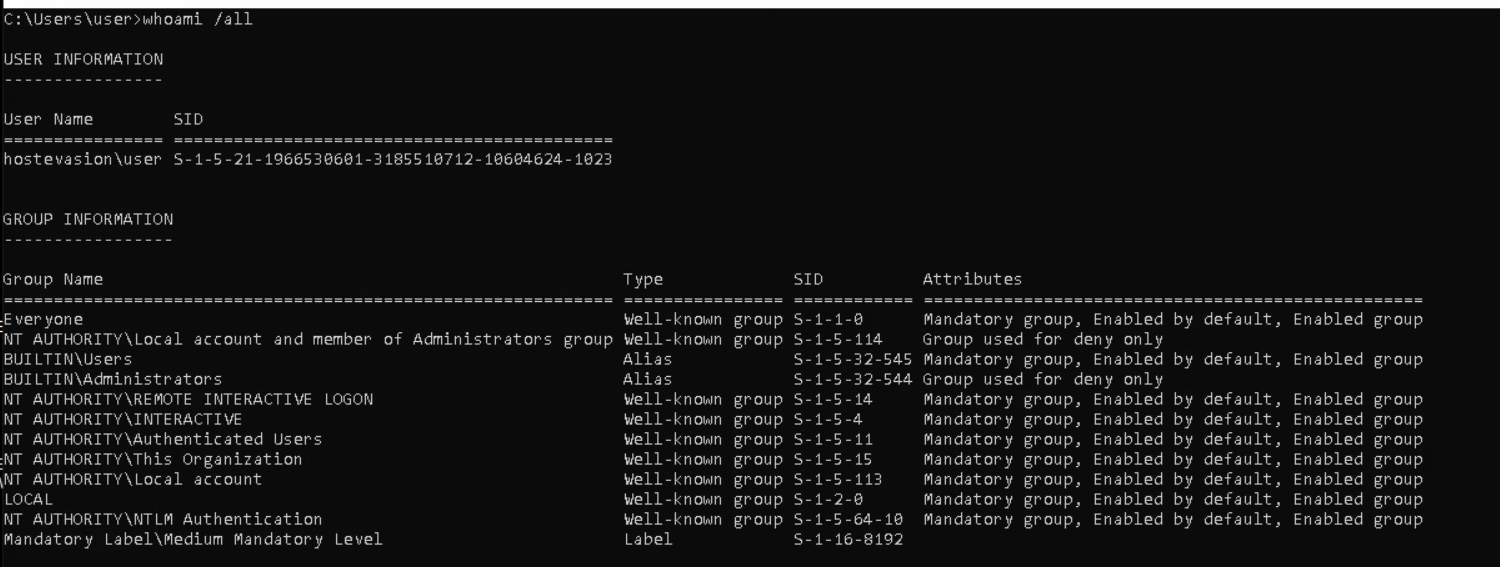 C:\Users\user>whoami /all
USER INFORMATION
----------------
User Name        SID
================ ============================================
hostevasion\user S-1-5-21-1966530601-3185510712-10604624-1023
GROUP INFORMATION
-----------------
Group Name                                                    Type             SID          Attributes
============================================================= ================ ============ ==================================================
Everyone                                                      Well-known group S-1-1-0      Mandatory group, Enabled by default, Enabled group
NT AUTHORITY\Local account and member of Administrators group Well-known group S-1-5-114    Group used for deny only
BUILTIN\Users                                                 Alias            S-1-5-32-545 Mandatory group, Enabled by default, Enabled group
BUILTIN\Administrators                                        Alias            S-1-5-32-544 Group used for deny only
NT AUTHORITY\REMOTE INTERACTIVE LOGON                         Well-known group S-1-5-14     Mandatory group, Enabled by default, Enabled group
NT AUTHORITY\INTERACTIVE                                      Well-known group S-1-5-4      Mandatory group, Enabled by default, Enabled group
NT AUTHORITY\Authenticated Users                              Well-known group S-1-5-11     Mandatory group, Enabled by default, Enabled group
NT AUTHORITY\This Organization                                Well-known group S-1-5-15     Mandatory group, Enabled by default, Enabled group
NT AUTHORITY\Local account                                    Well-known group S-1-5-113    Mandatory group, Enabled by default, Enabled group
LOCAL                                                         Well-known group S-1-2-0      Mandatory group, Enabled by default, Enabled group
NT AUTHORITY\NTLM Authentication                              Well-known group S-1-5-64-10  Mandatory group, Enabled by default, Enabled group
Mandatory Label\Medium Mandatory Level                        Label            S-1-16-8192